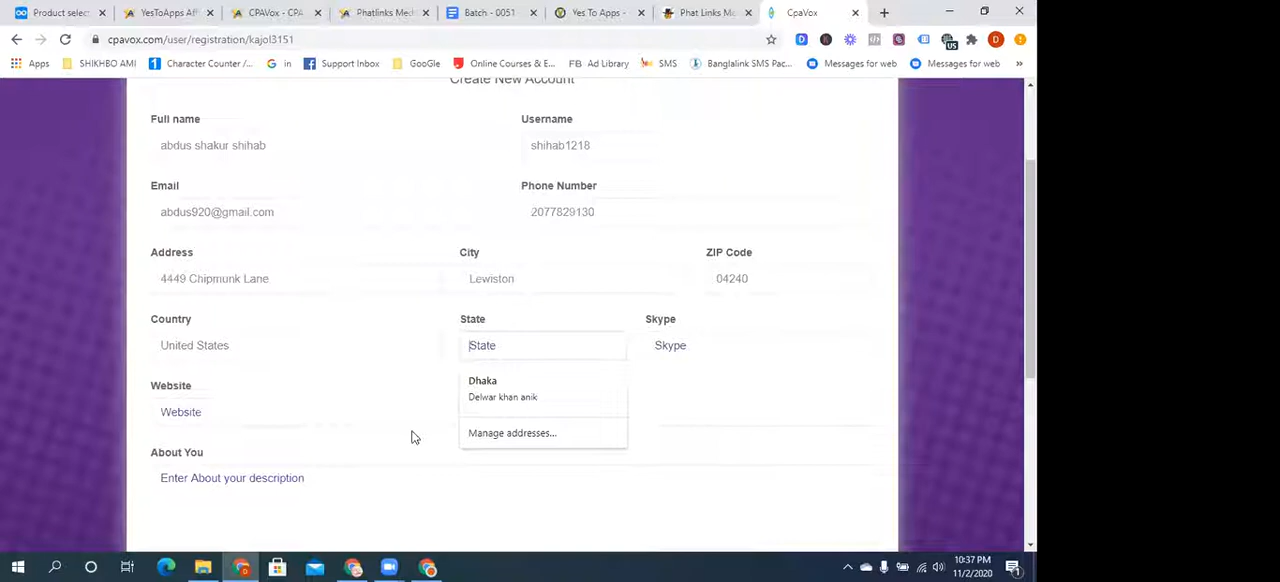 Product select
YesToApps Aff
CPAVox - CPA
Phatlinks Med
Batch - 0051
Yes To Apps -
Phat Links Mo
CpaVox
cpavox.com/user/registration/kajol3151
US
D
Apps
SHIKHBO AMI
Character Counter /...
G in
Support Inbox
GooGle
Online Courses & E...
FB Ad Library
SMS
Banglalink SMS Pac...
Messages for web
Messages for web
»
Create New Account
Full name
Username
abdus shakur shihab
shihab1218
Email
Phone Number
abdus920@gmail.com
2077829130
Address
City
ZIP Code
4449 Chipmunk Lane
Lewiston
04240
Country
State
Skype
United States
State
Skype
Website
Dhaka
Delwar khan anik
Website
Manage addresses...
About You
Enter About your description
10:37 PM
11/2/2020